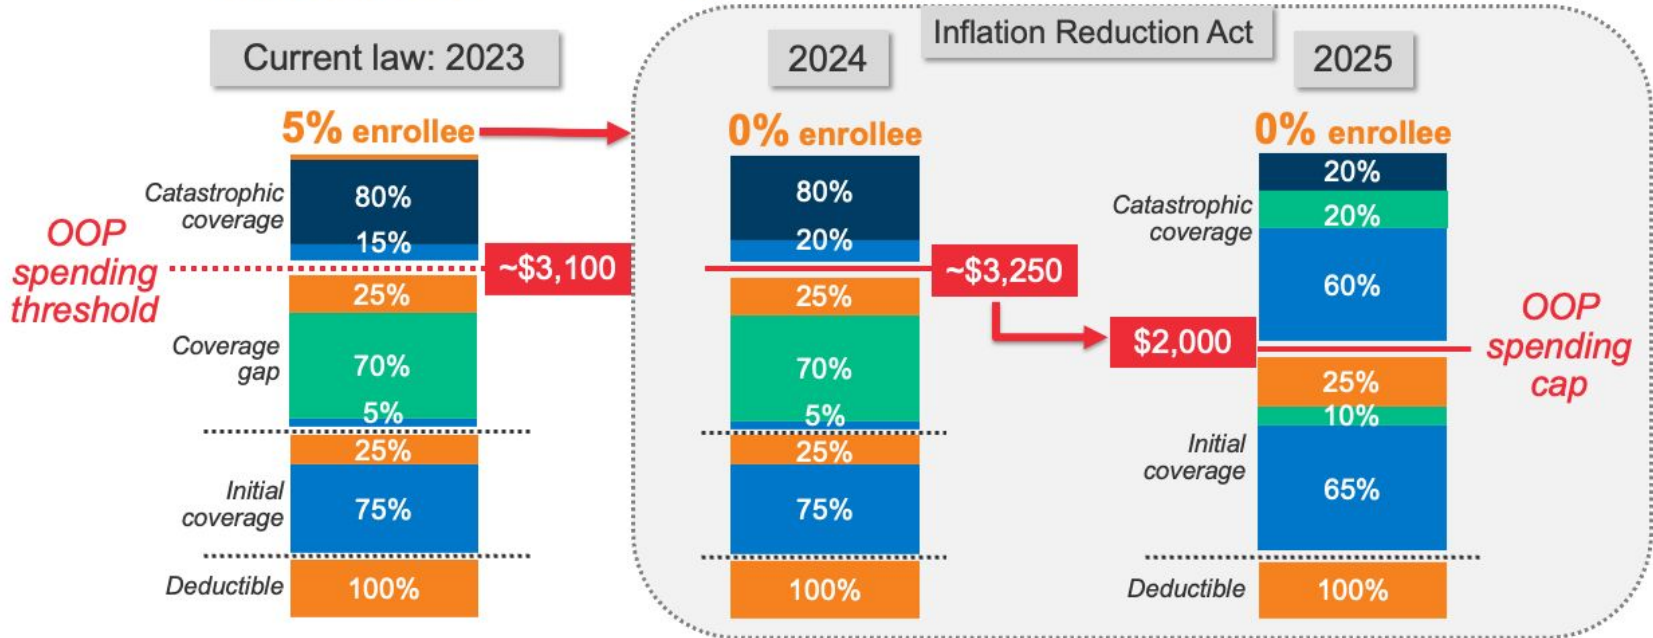 Inflation Reduction Act
Current law: 2023
2024
2025
5% enrollee
0% enrollee
0% enrollee
Catastrophic
coverage
80%
15%
OOP
spending
threshold
~$3,100
25%
Coverage
gap
70%
5%
25%
Initial
coverage
75%
Deductible
100%
80%
20%
~$3,250
25%
70%
5%
25%
75%
100%
Catastrophic
coverage
20%
20%
60%
$2,000
OOP
spending
cap
25%
10%
Initial
coverage
65%
Deductible
100%